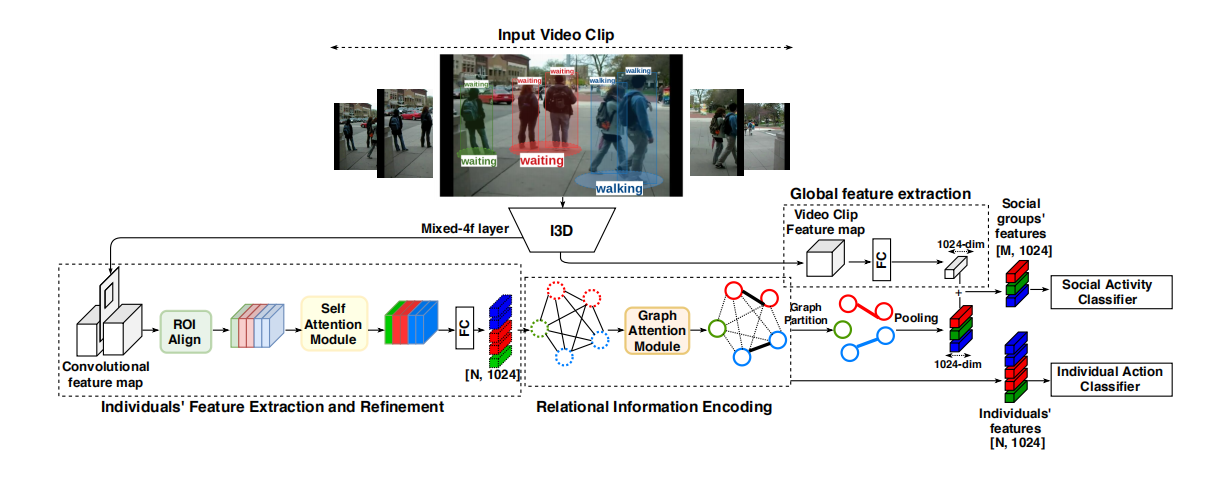 Input Video Clip
waiting
waiting
waiting
walking
walking
waiting
waiting
walking
Mixed-4f layer
I3D
Global feature extraction
Video Clip
Feature map
FC
1024-dim
Social
groups'
features
[M, 1024]
Social Activity
Classifier
ROI
Align
Self
Attention
Module
FC
[N, 1024]
Convolutional
feature map
Individuals' Feature Extraction and Refinement
Graph
Attention
Module
Relational Information Encoding
Graph
Partition
Pooling
+
1024-dim
Individual Action
Classifier
Individuals'
features
[N, 1024]